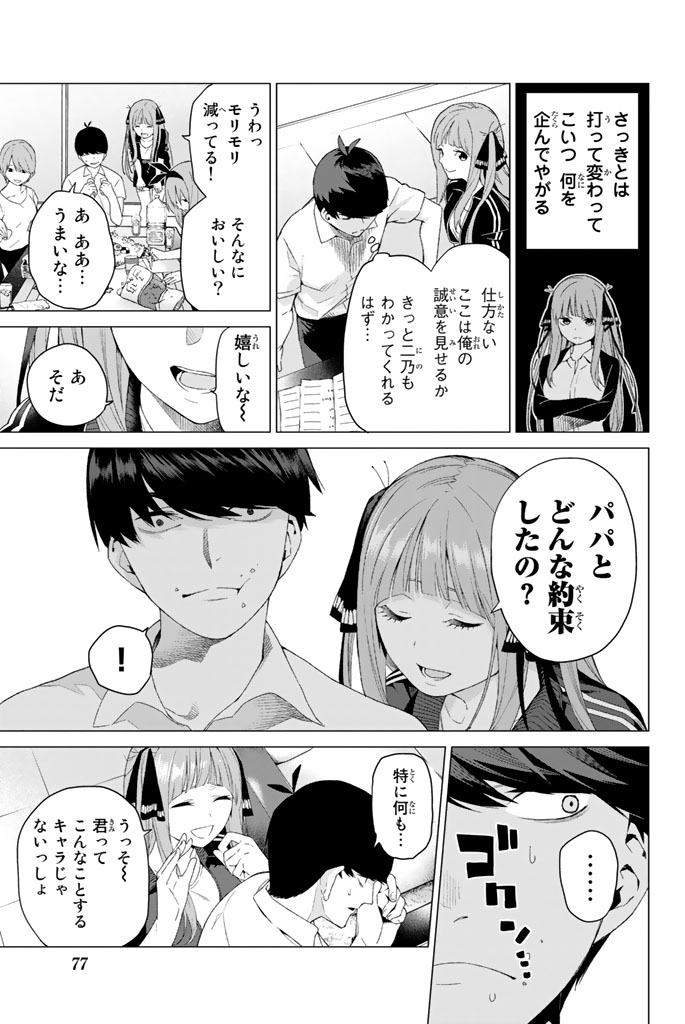 さっきとは
打って変わって
こいつ 何を
企んでやがる
仕方ない
ここは俺の
誠意を見せるか
きっと二乃も
わかってくれる
はず…
うわっ
モリモリ
減ってる！
そんなに
おいしい？
あ ああ…
うまいな…
嬉しいな〜
あ
そだ
パパと
どんな約束
したの？
！
……
ゴクン…
特に何も…
うっそ〜
君って
こんなことする
キャラじゃ
ないっしょ
77